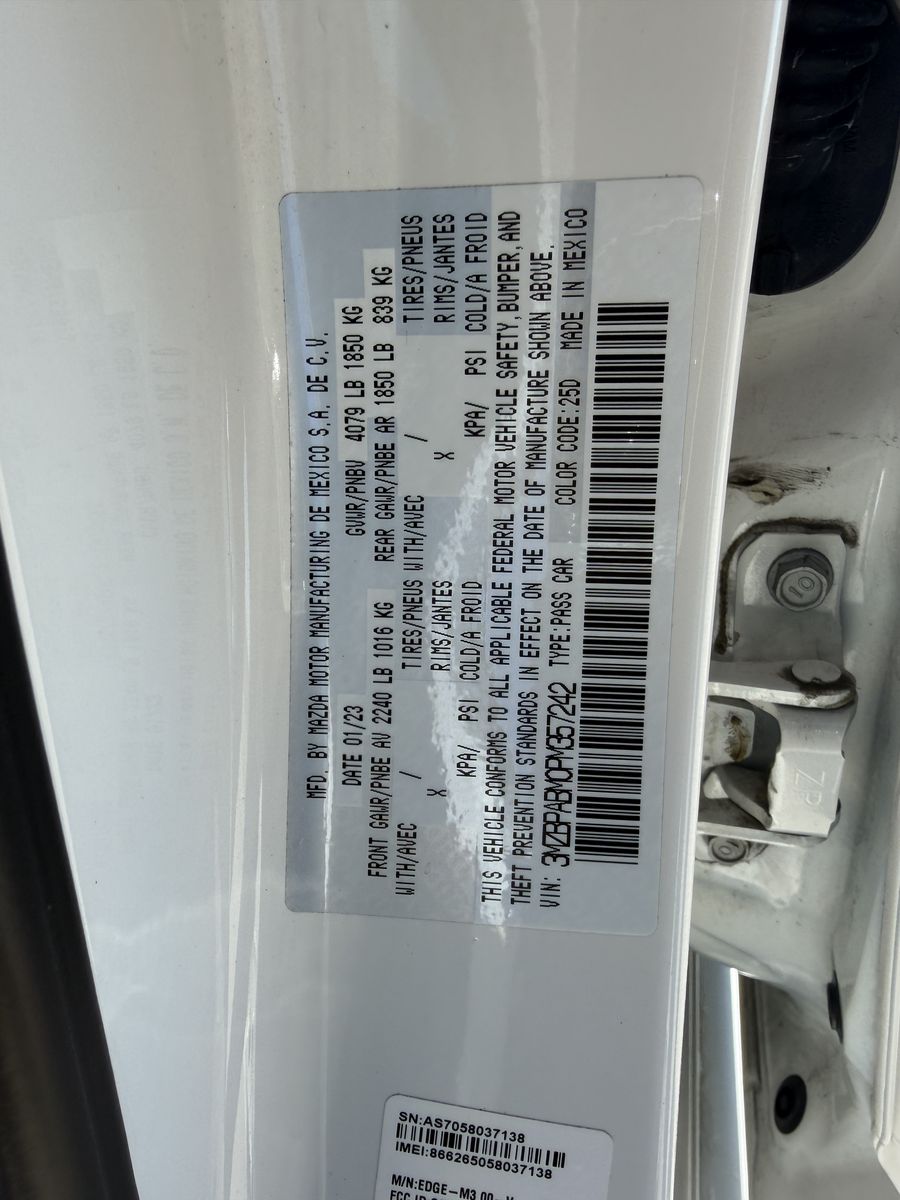 MFD. BY MAZDA MOTOR MANUFACTURING DE MEXICO S.A. DE C.V.
DATE 01/23 GVWR/PNBV 4079 LB 1850 KG
FRONT GAWR/PNBE AV 2240 LB 1016 KG REAR GAWR/PNBE AR 1850 LB 839 KG
WITH/AVEC / TIRES/PNEUS WITH/AVEC / TIRES/PNEUS
X RIMS/JANTES X RIMS/JANTES
KPA/ PSI COLD/A FROID KPA/ PSI COLD/A FROID
THIS VEHICLE CONFORMS TO ALL APPLICABLE FEDERAL MOTOR VEHICLE SAFETY, BUMPER, AND
THEFT PREVENTION STANDARDS IN EFFECT ON THE DATE OF MANUFACTURE SHOWN ABOVE.
VIN: 3MZBPABM0PM357242 TYPE:PASS CAR COLOR CODE:25D MADE IN MEXICO
10
SN:AS7058037138
IMEI:866265058037138
M/N:EDGE-M3
FCC ID